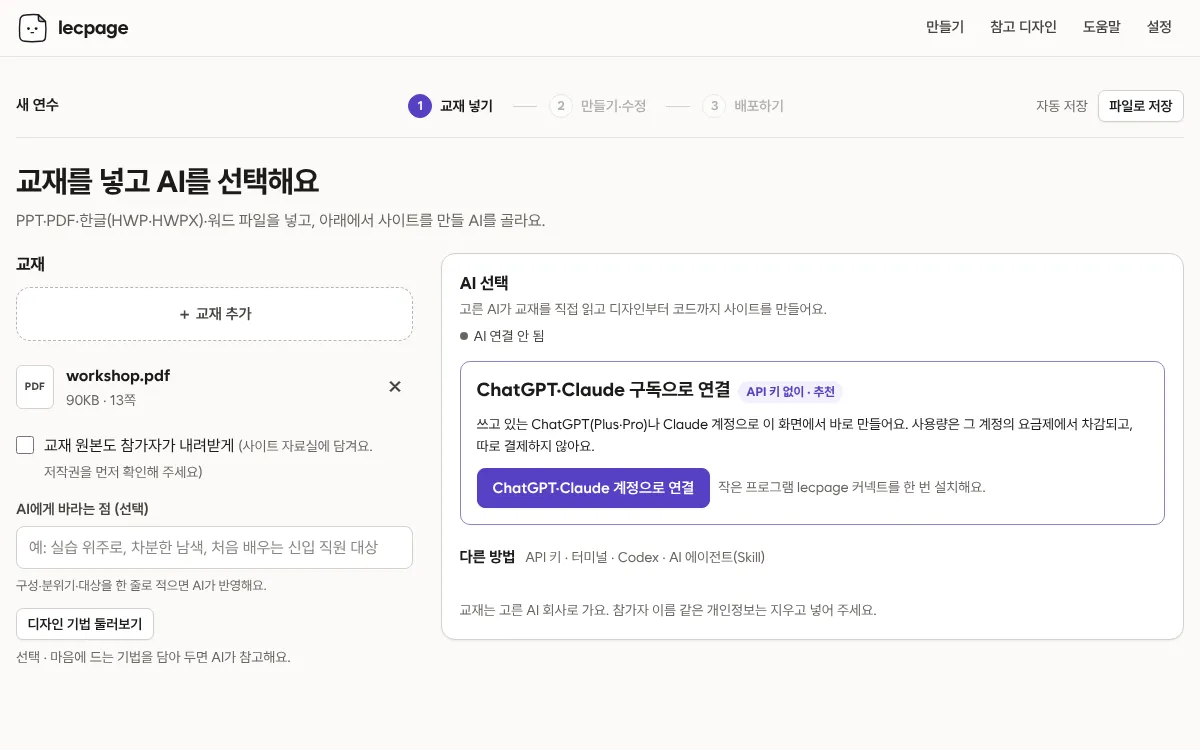 lecpage
만들기
참고 디자인
도움말
설정
새 연수
1 교재 넣기
2 만들기·수정
3 배포하기
자동 저장
파일로 저장
교재를 넣고 AI를 선택해요
PPT·PDF·한글(HWP·HWPX)·워드 파일을 넣고, 아래에서 사이트를 만들 AI를 골라요.
교재
+ 교재 추가
PDF
workshop.pdf
90KB · 13쪽
교재 원본도 참가자가 내려받게 (사이트 자료실에 담겨요.
저작권을 먼저 확인해 주세요)
AI에게 바라는 점 (선택)
예: 실습 위주로, 차분한 남색, 처음 배우는 신입 직원 대상
구성·분위기·대상을 한 줄로 적으면 AI가 반영해요.
디자인 기법 둘러보기
선택 · 마음에 드는 기법을 담아 두면 AI가 참고해요.
AI 선택
고른 AI가 교재를 직접 읽고 디자인부터 코드까지 사이트를 만들어요.
AI 연결 안 됨
ChatGPT·Claude 구독으로 연결 API 키 없이 · 추천
쓰고 있는 ChatGPT(Plus·Pro)나 Claude 계정으로 이 화면에서 바로 만들어요. 사용량은 그 계정의 요금제에서 차감되고,
따로 결제하지 않아요.
ChatGPT·Claude 계정으로 연결 작은 프로그램 lecpage 커넥트를 한 번 설치해요.
다른 방법 API 키 · 터미널 · Codex · AI 에이전트(Skill)
교재는 고른 AI 회사로 가요. 참가자 이름 같은 개인정보는 지우고 넣어 주세요.